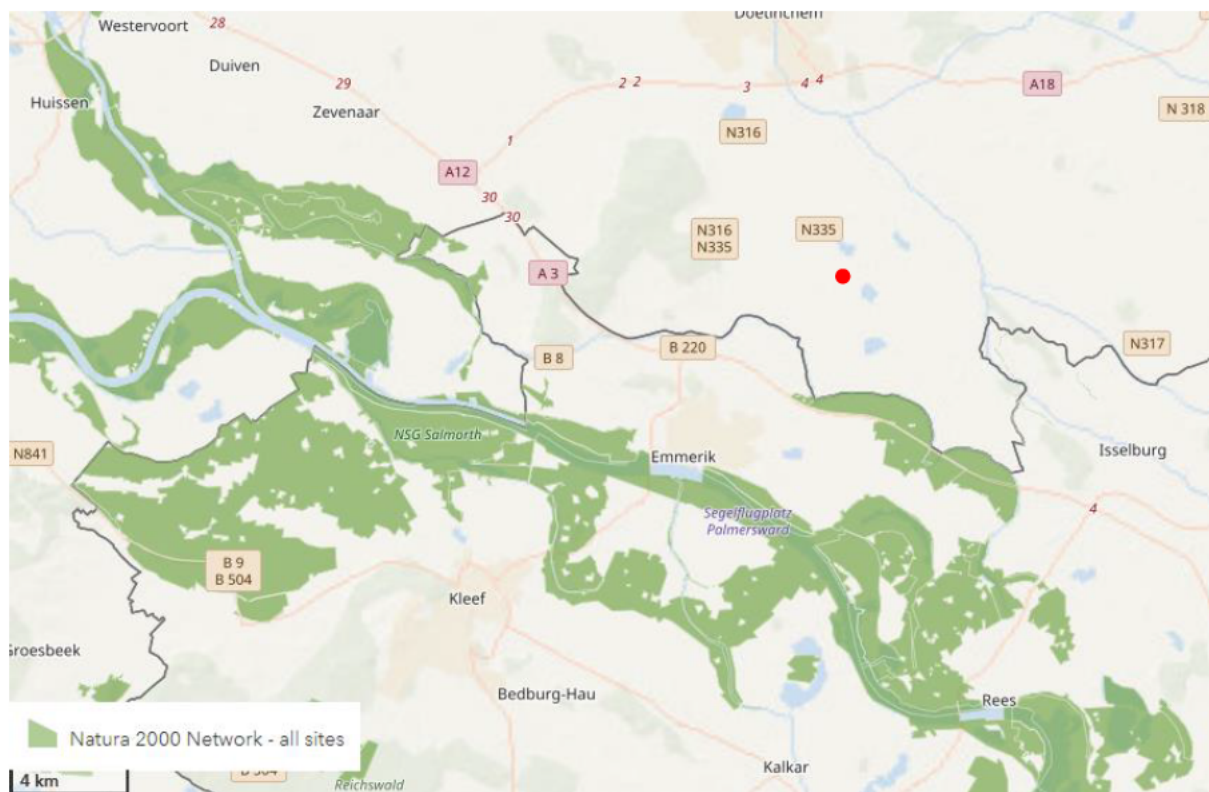 Doetinchem
Westervoort
28
Duiven
29
2 2
3
4 4
A18
Huissen
Zevenaar
N 318
N316
1
A12
30
30
N316
N335
N335
A 3
B 8
B 220
N317
NSG Salmorth
N841
Emmerik
Isselburg
Segelflugplatz
Palmersward
4
B 9
B 504
Kleef
Groesbeek
Bedburg-Hau
Rees
Natura 2000 Network - all sites
Kalkar
B 504
4 km
Reichswald